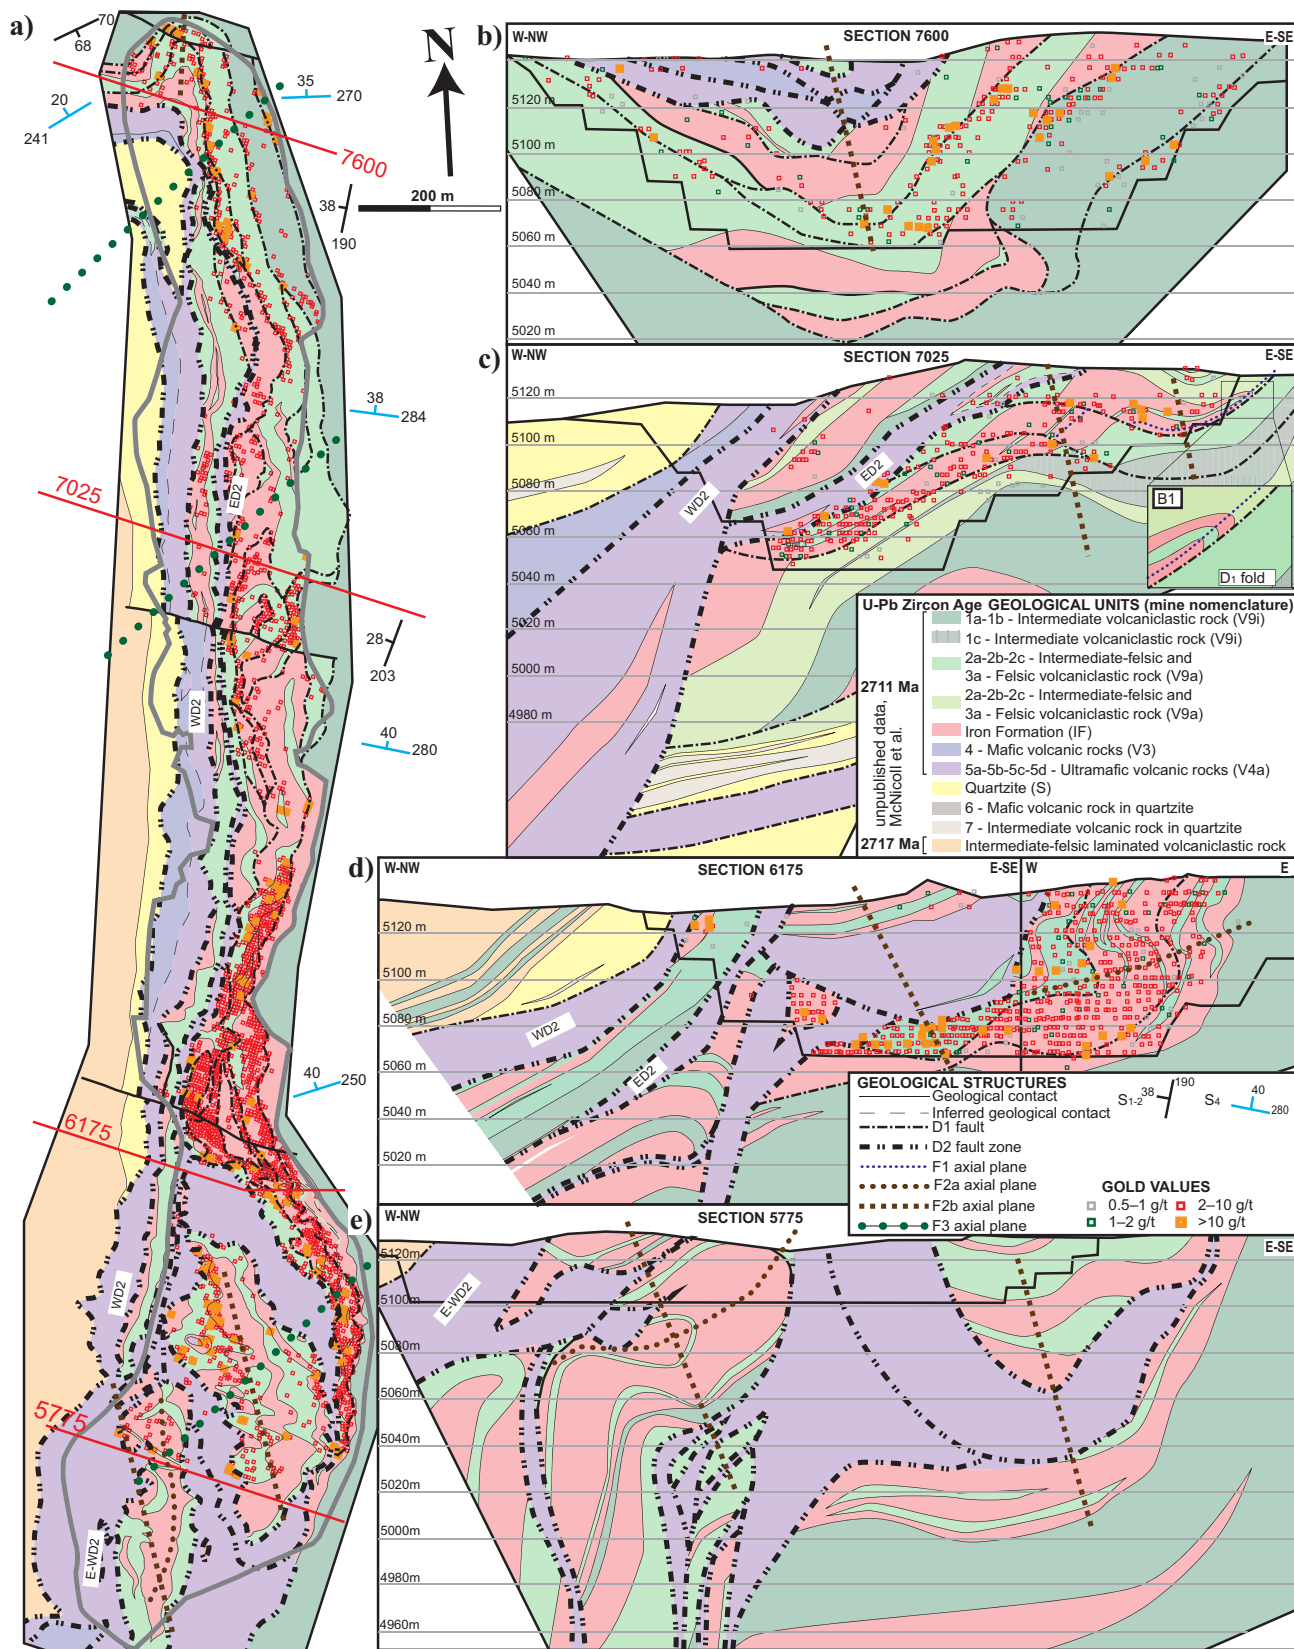 a)
70
68
20
241
35
270
7600
N
200 m
38
190
38
284
7025
ED2
28
203
WD2
40
280
40
250
6175
WD2
5775
E-WD2
b)
W-NW
SECTION 7600
E-SE
5120 m
5100 m
5080 m
5060 m
5040 m
5020 m
c)
W-NW
SECTION 7025
E-SE
5120 m
5100 m
5080 m
5060 m
5040 m
5020 m
5000 m
4980 m
WD2
ED2
B1
D1 fold
U-Pb Zircon Age GEOLOGICAL UNITS (mine nomenclature)
1a-1b - Intermediate volcaniclastic rock (V9i)
1c - Intermediate volcaniclastic rock (V9i)
2a-2b-2c - Intermediate-felsic and
3a - Felsic volcaniclastic rock (V9a)
2a-2b-2c - Intermediate-felsic and
3a - Felsic volcaniclastic rock (V9a)
Iron Formation (IF)
4 - Mafic volcanic rocks (V3)
5a-5b-5c-5d - Ultramafic volcanic rocks (V4a)
Quartzite (S)
6 - Mafic volcanic rock in quartzite
7 - Intermediate volcanic rock in quartzite
Intermediate-felsic laminated volcaniclastic rock
2711 Ma
unpublished data,
McNicoll et al.
2717 Ma
d)
W-NW
SECTION 6175
E-SE
W
E
5120 m
5100 m
5080 m
5060 m
5040 m
5020 m
WD2
ED2
GEOLOGICAL STRUCTURES
Geological contact
Inferred geological contact
D1 fault
D2 fault zone
F1 axial plane
F2a axial plane
F2b axial plane
F3 axial plane
S1-2 38 190
S4 40 280
GOLD VALUES
0.5–1 g/t
2–10 g/t
1–2 g/t
>10 g/t
e)
W-NW
SECTION 5775
E-SE
5120m
5100m
5080m
5060m
5040m
5020m
5000m
4980m
4960m
E-WD2